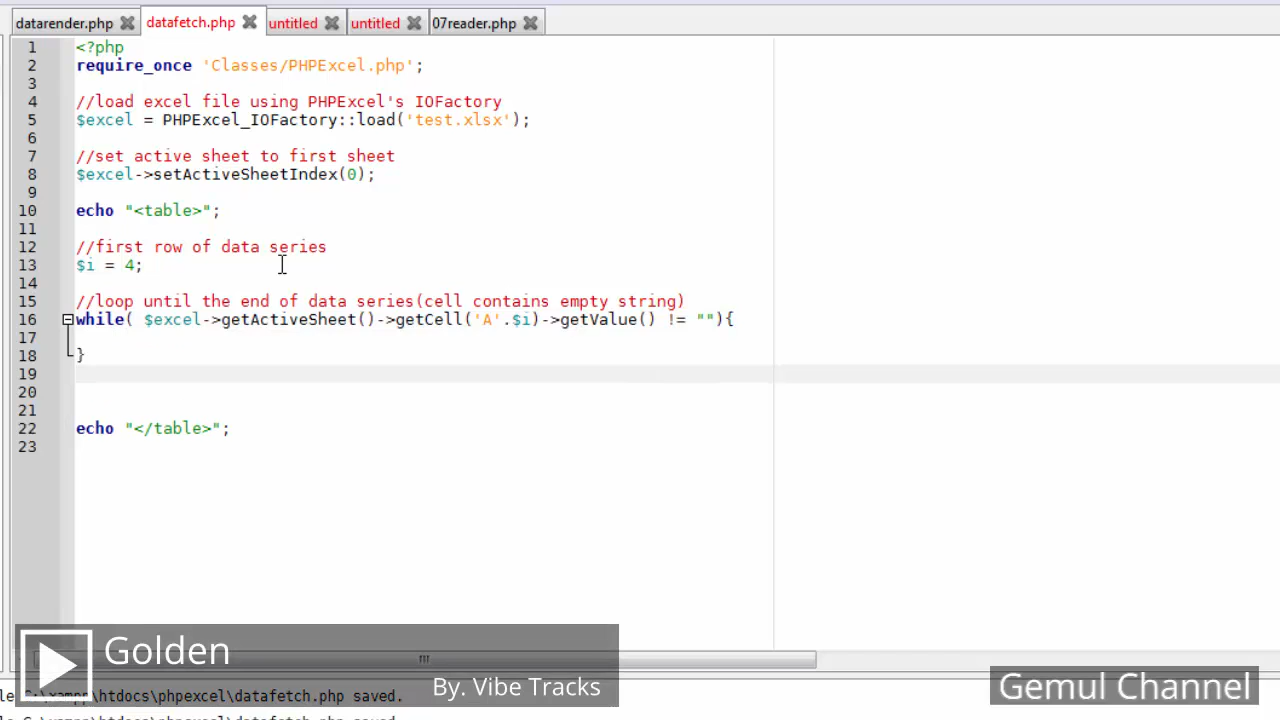 datarender.php datafetch.php untitled untitled 07reader.php
1 <?php
2 require_once 'Classes/PHPExcel.php';
3
4 //load excel file using PHPExcel's IOFactory
5 $excel = PHPExcel_IOFactory::load('test.xlsx');
6
7 //set active sheet to first sheet
8 $excel->setActiveSheetIndex(0);
9
10 echo "<table>";
11
12 //first row of data series
13 $i = 4;
14
15 //loop until the end of data series(cell contains empty string)
16 while( $excel->getActiveSheet()->getCell('A'.$i)->getValue() != ""){
17
18 }
19
20
21
22 echo "</table>";
23
Golden
By. Vibe Tracks
Gemul Channel
le C:\xampp\htdocs\phpexcel\datafetch.php saved.